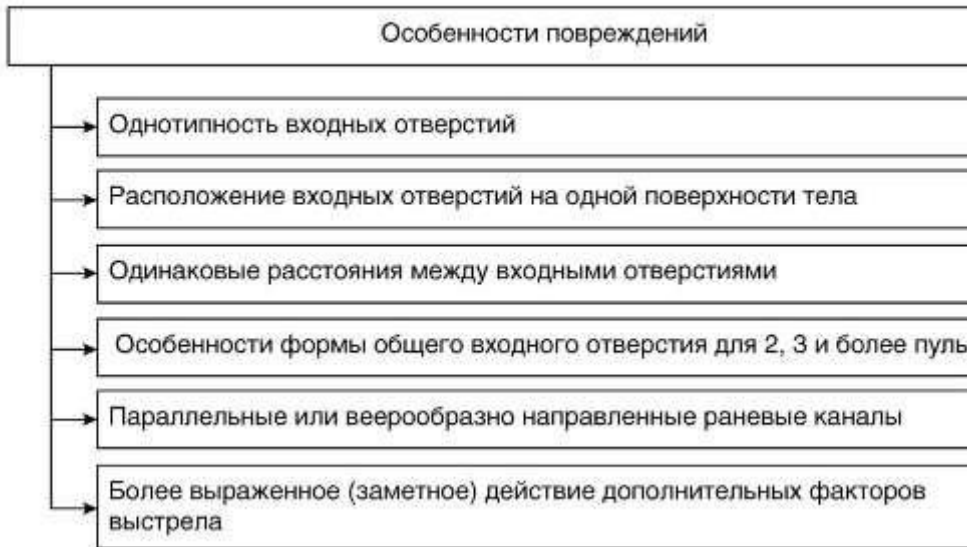 Особенности повреждений
Однотипность входных отверстий
Расположение входных отверстий на одной поверхности тела
Одинаковые расстояния между входными отверстиями
Особенности формы общего входного отверстия для 2, 3 и более пуль
Параллельные или веерообразно направленные раневые каналы
Более выраженное (заметное) действие дополнительных факторов
выстрела